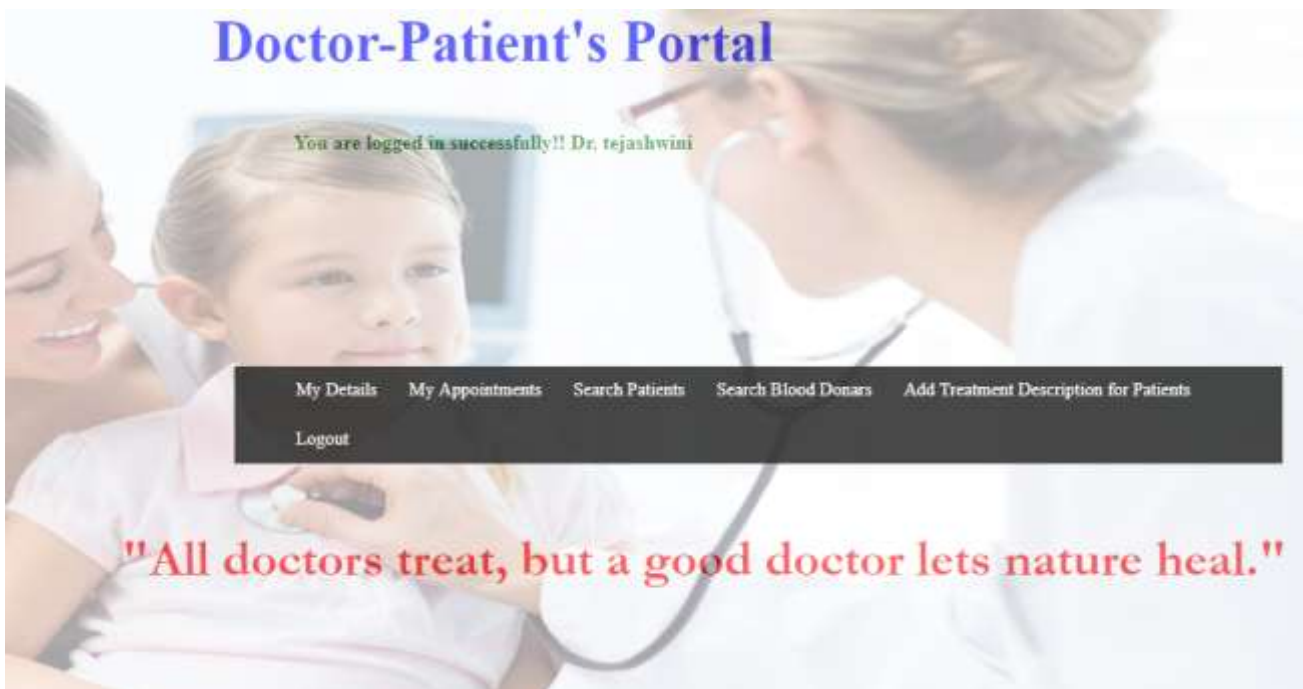 Doctor-Patient's Portal
You are logged in successfully!! Dr. tejashwini
My Details My Appointments Search Patients Search Blood Donars Add Treatment Description for Patients
Logout
"All doctors treat, but a good doctor lets nature heal."